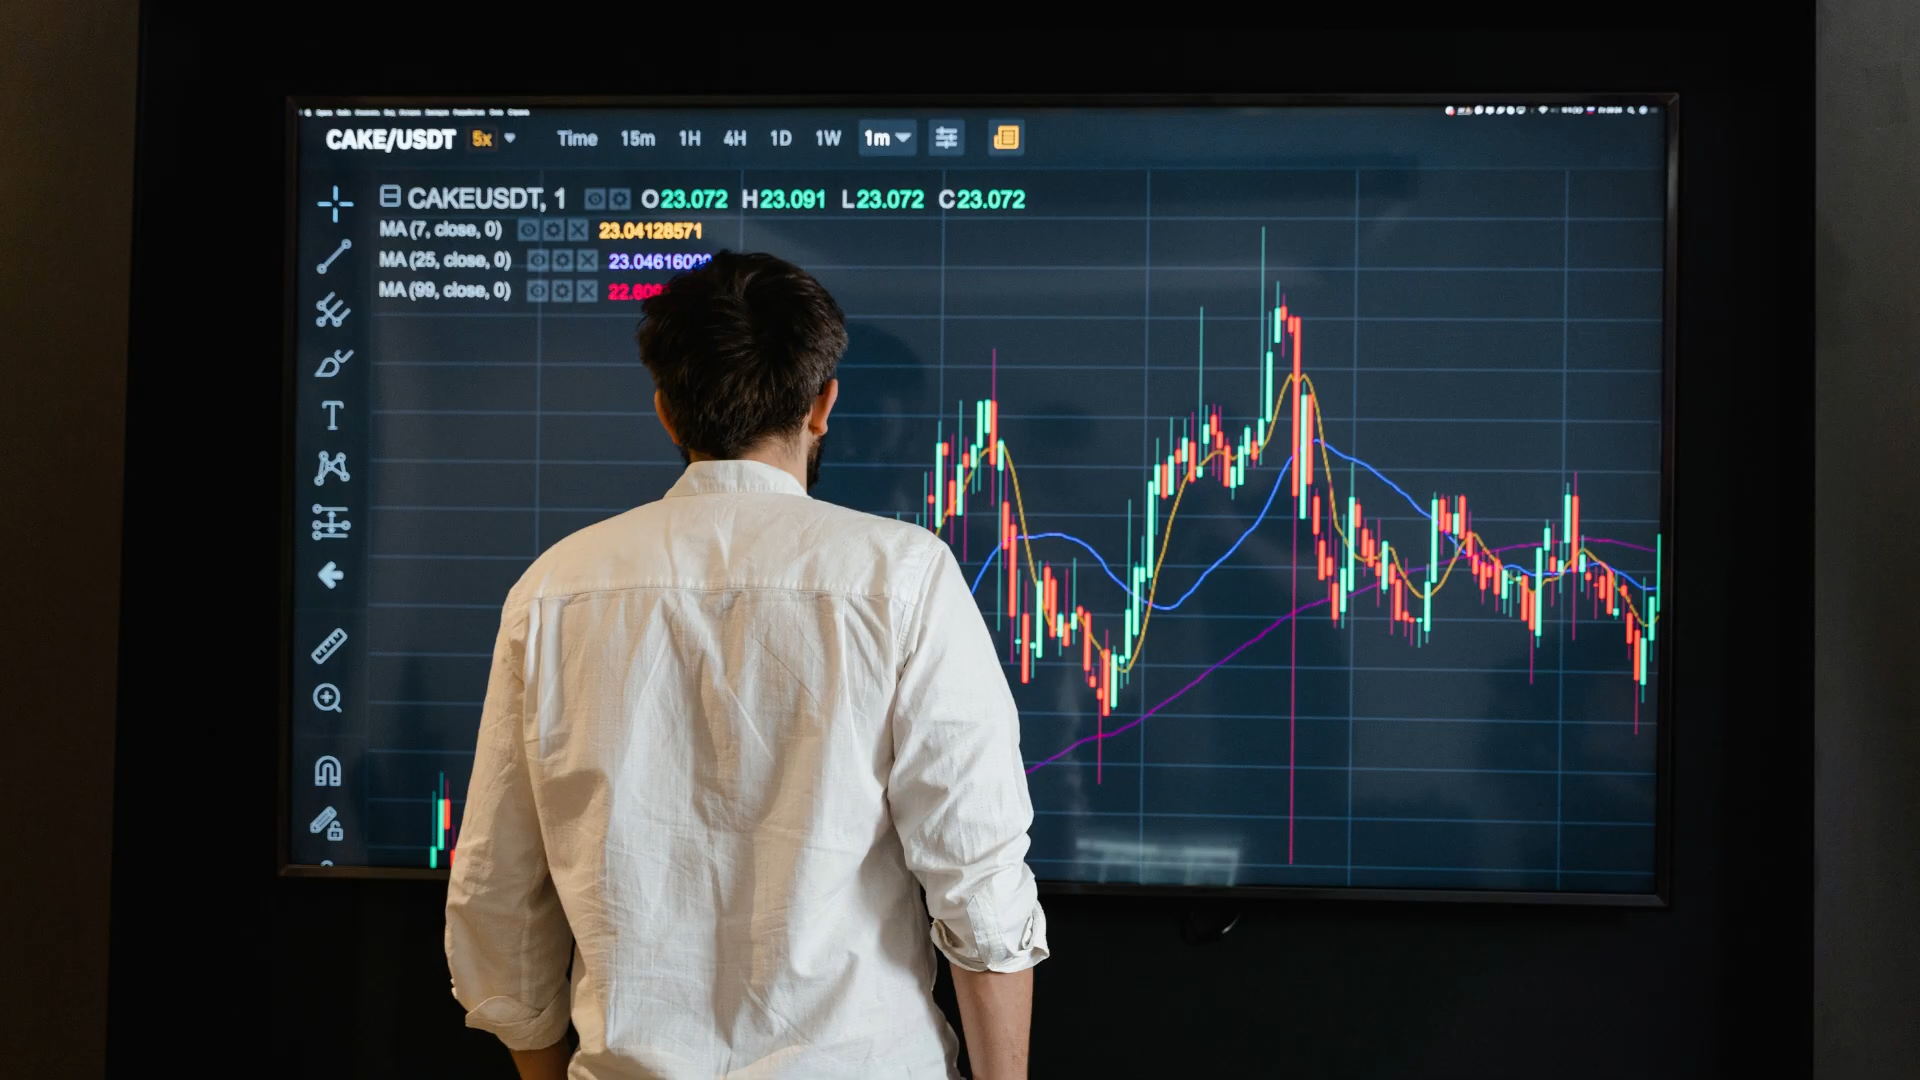 CAKE/USDT 5x Time 15m 1H 4H 1D 1W 1m
CAKEUSDT, 1 O23.072 H23.091 L23.072 C23.072
MA (7, close, 0) 23.04128571
MA (25, close, 0) 23.0461600
MA (99, close, 0) 22.60
T